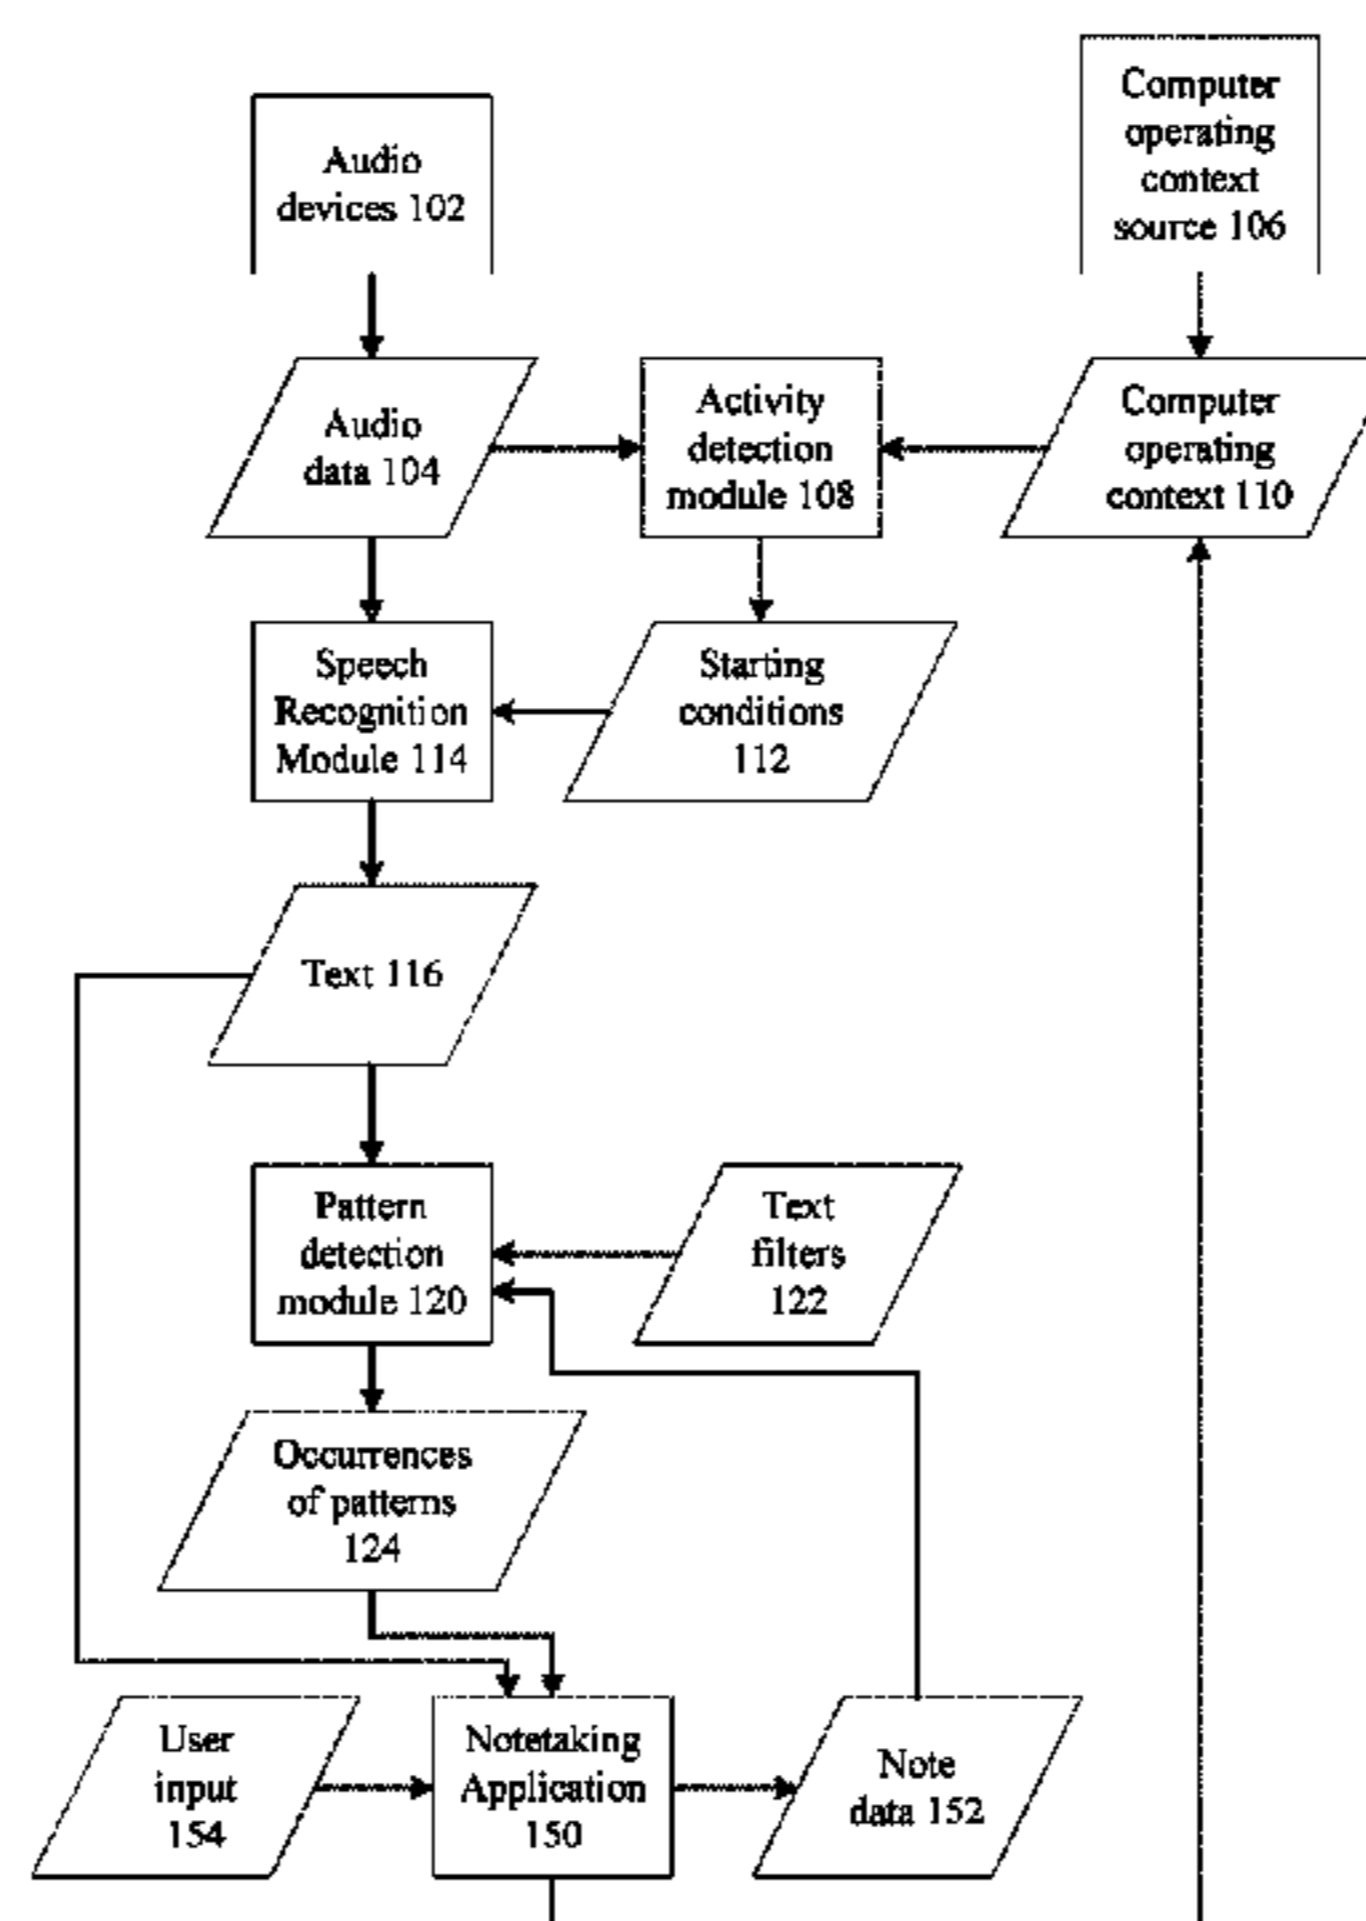 Computer
operating
context
source 106
Audio
devices 102
Audio
data 104
Activity
detection
module 108
Computer
operating
context 110
Speech
Recognition
Module 114
Starting
conditions
112
Text 116
Pattern
detection
module 120
Text
filters
122
Occurrences
of patterns
124
User
input
154
Notetaking
Application
150
Note
data 152